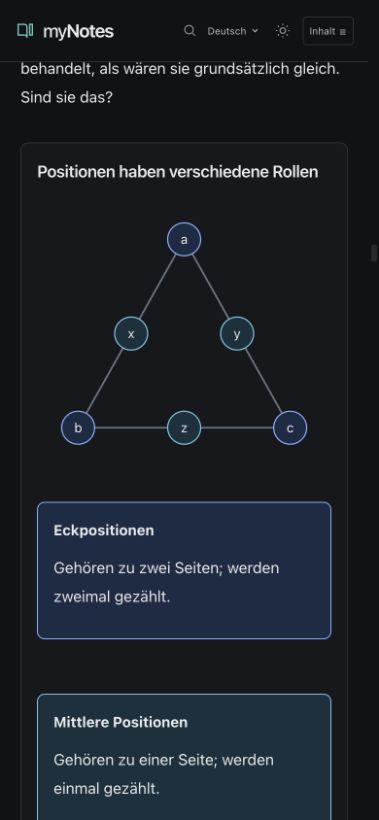 myNotes
Deutsch
Inhalt
behandelt, als wären sie grundsätzlich gleich.
Sind sie das?
Positionen haben verschiedene Rollen
a
x y
b z c
Eckpositionen
Gehören zu zwei Seiten; werden
zweimal gezählt.
Mittlere Positionen
Gehören zu einer Seite; werden
einmal gezählt.